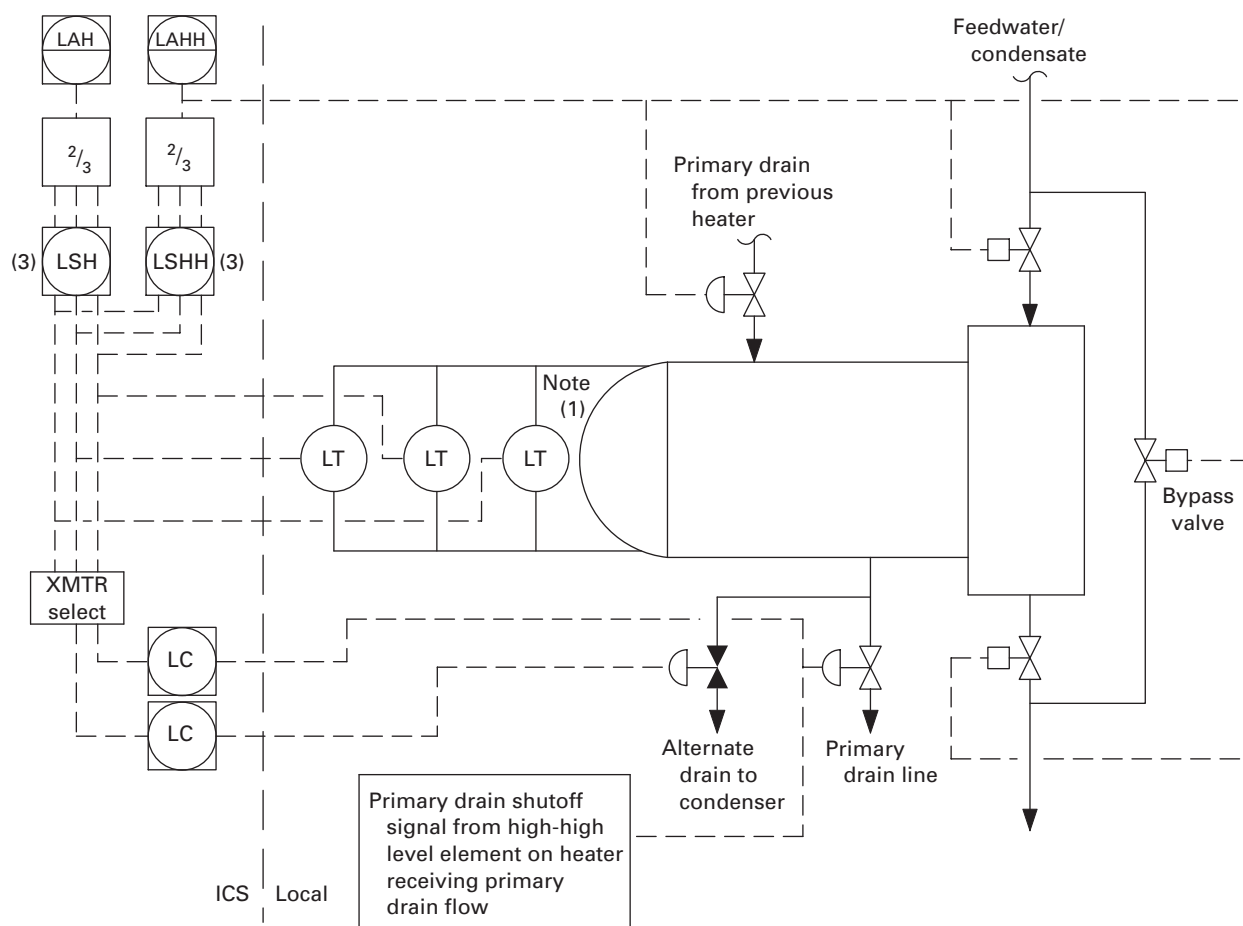 LAH
LAHH
Feedwater/
condensate
2/3
2/3
Primary drain
from previous
heater
(3)
LSH
LSHH
(3)
Note
(1)
LT
LT
LT
Bypass
valve
XMTR
select
LC
LC
Alternate
drain to
condenser
Primary
drain line
Primary drain shutoff
signal from high-high
level element on heater
receiving primary
drain flow
ICS
Local